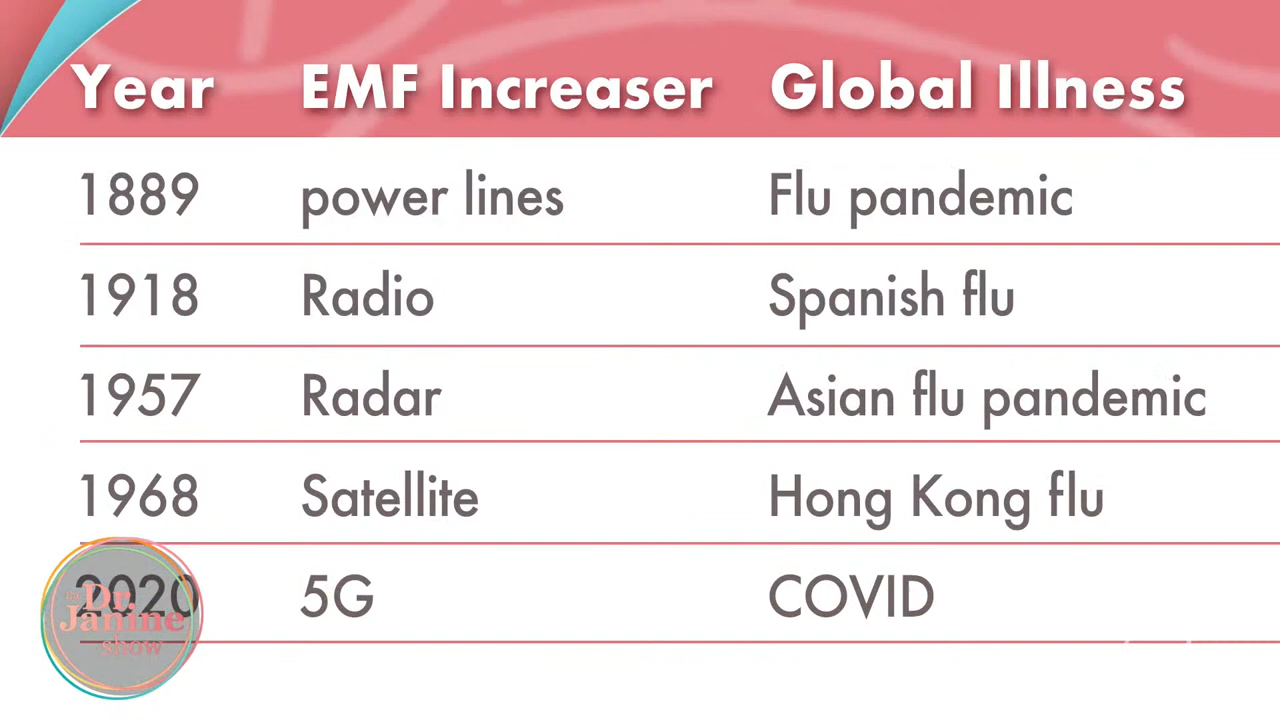 Year EMF Increaser Global Illness
1889 power lines Flu pandemic
1918 Radio Spanish flu
1957 Radar Asian flu pandemic
1968 Satellite Hong Kong flu
2020 5G COVID
The Dr.
Janine
show